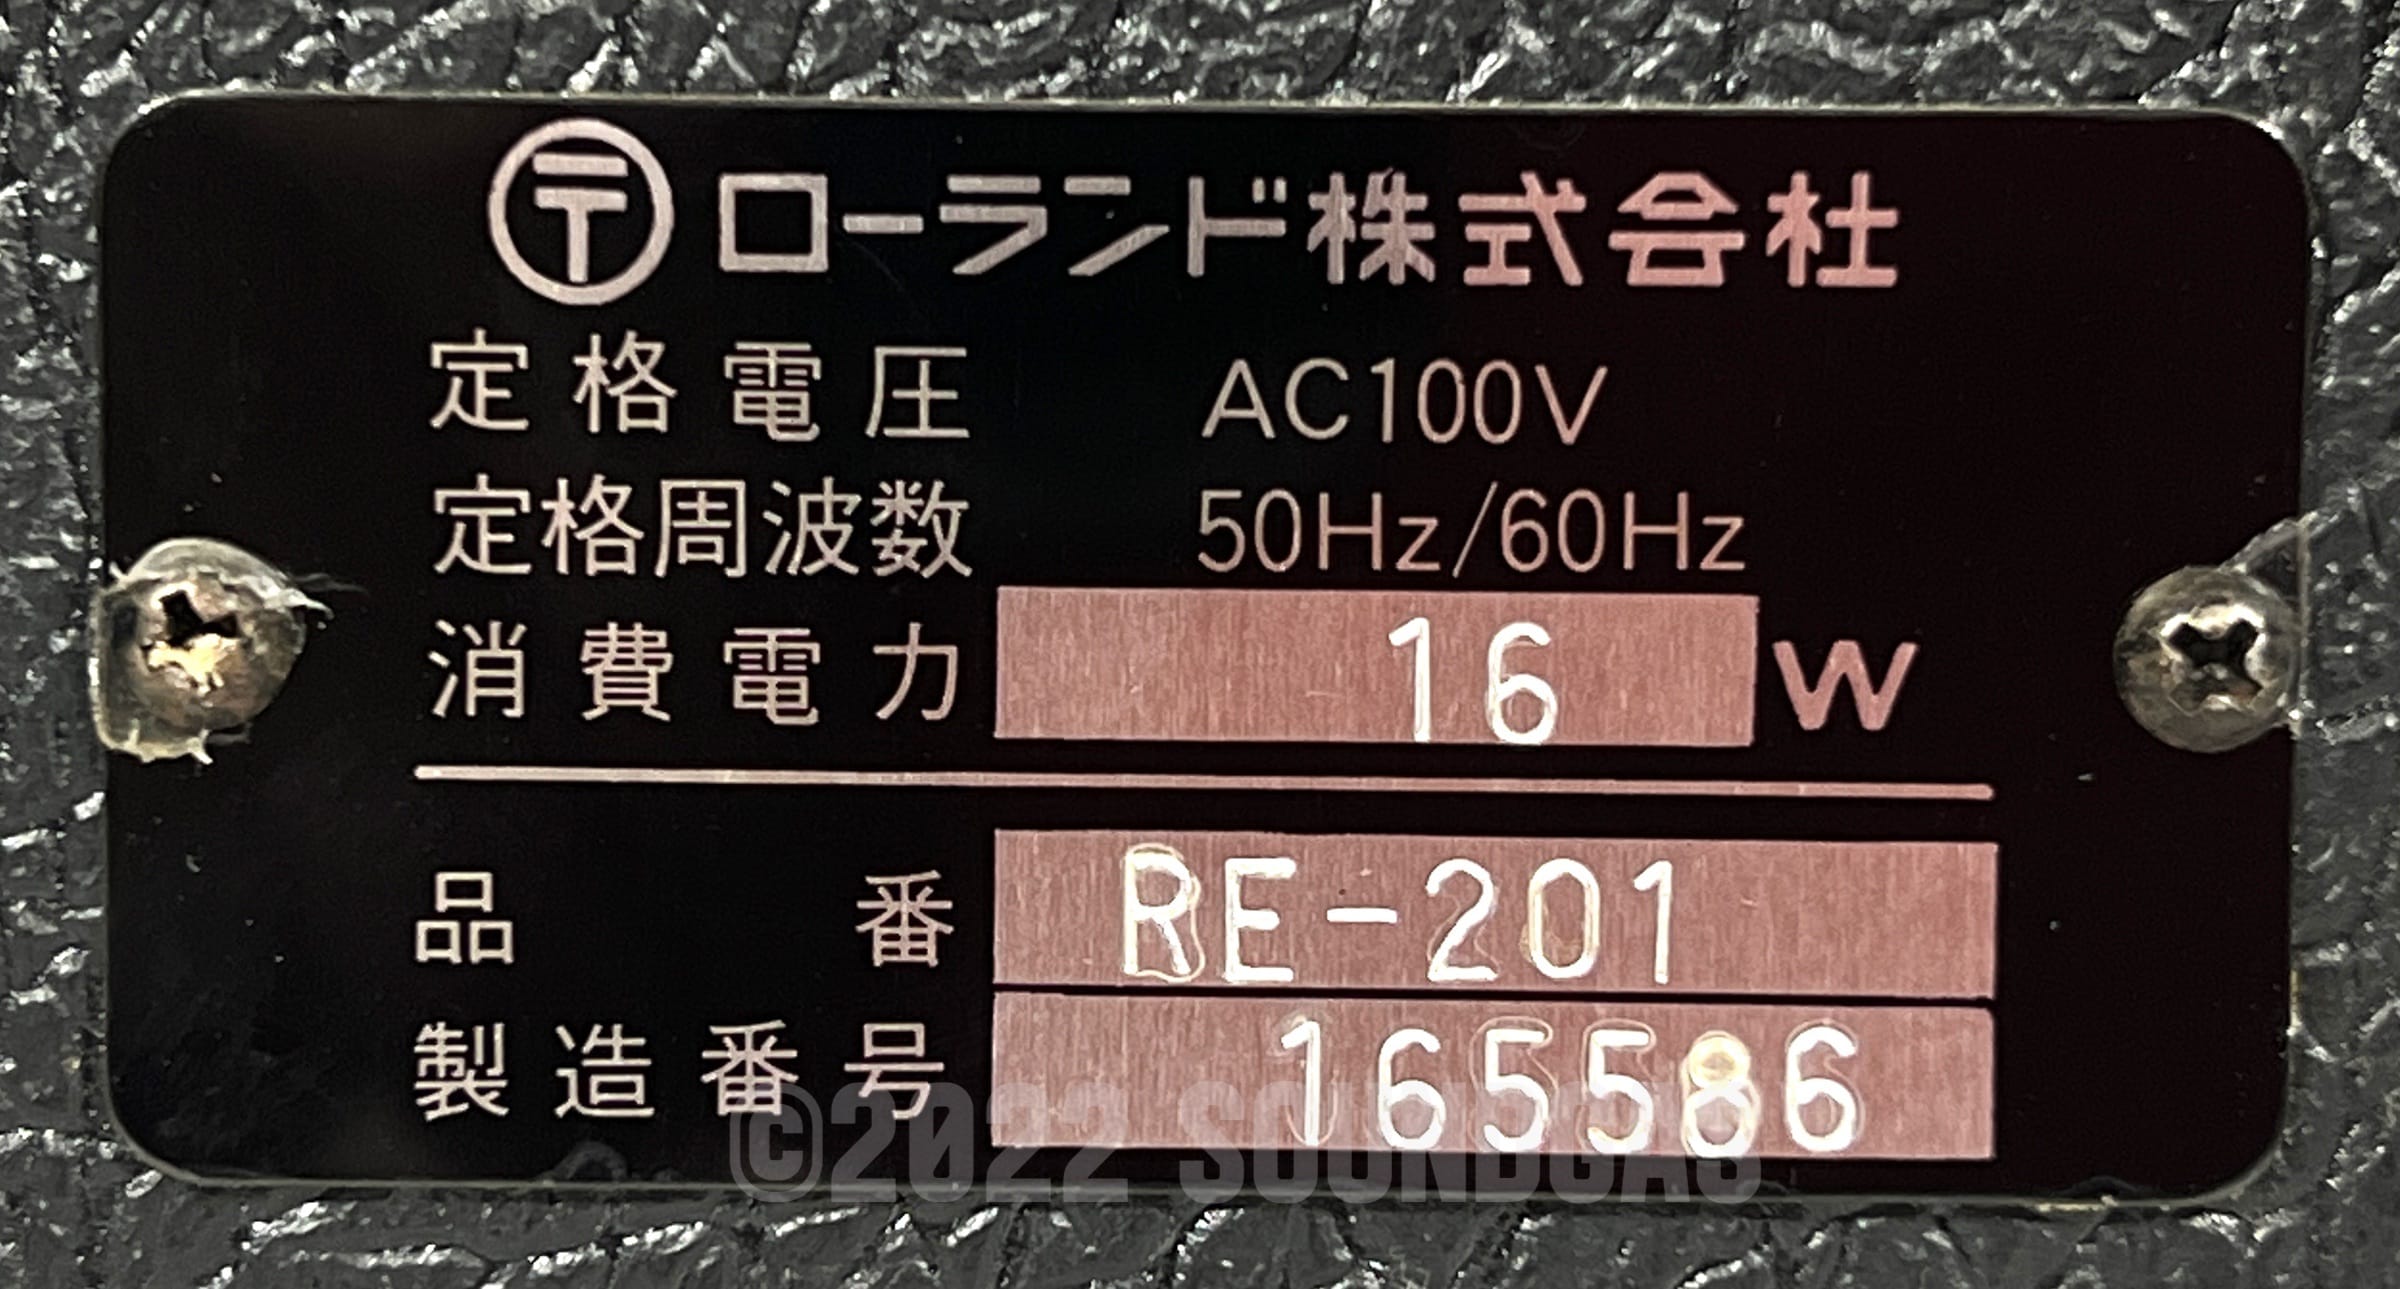 〒 ローランド株式会社
定格電圧 AC100V
定格周波数 50Hz/60Hz
消費電力 16 W
品番 RE-201
製造番号 165586
©2022 SOUNDGAS